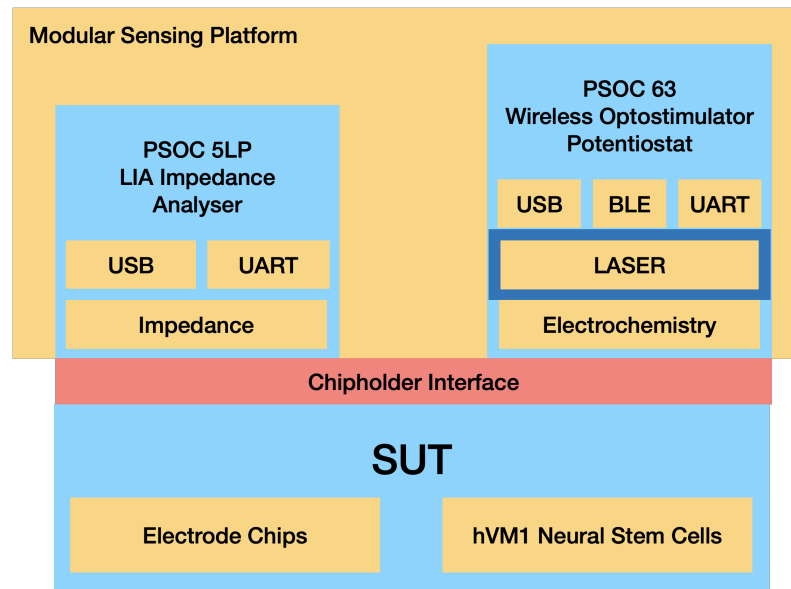 Modular Sensing Platform
PSOC 5LP
LIA Impedance
Analyser
USB
UART
Impedance
PSOC 63
Wireless Optostimulator
Potentiostat
USB
BLE
UART
LASER
Electrochemistry
Chipholder Interface
SUT
Electrode Chips
hVM1 Neural Stem Cells